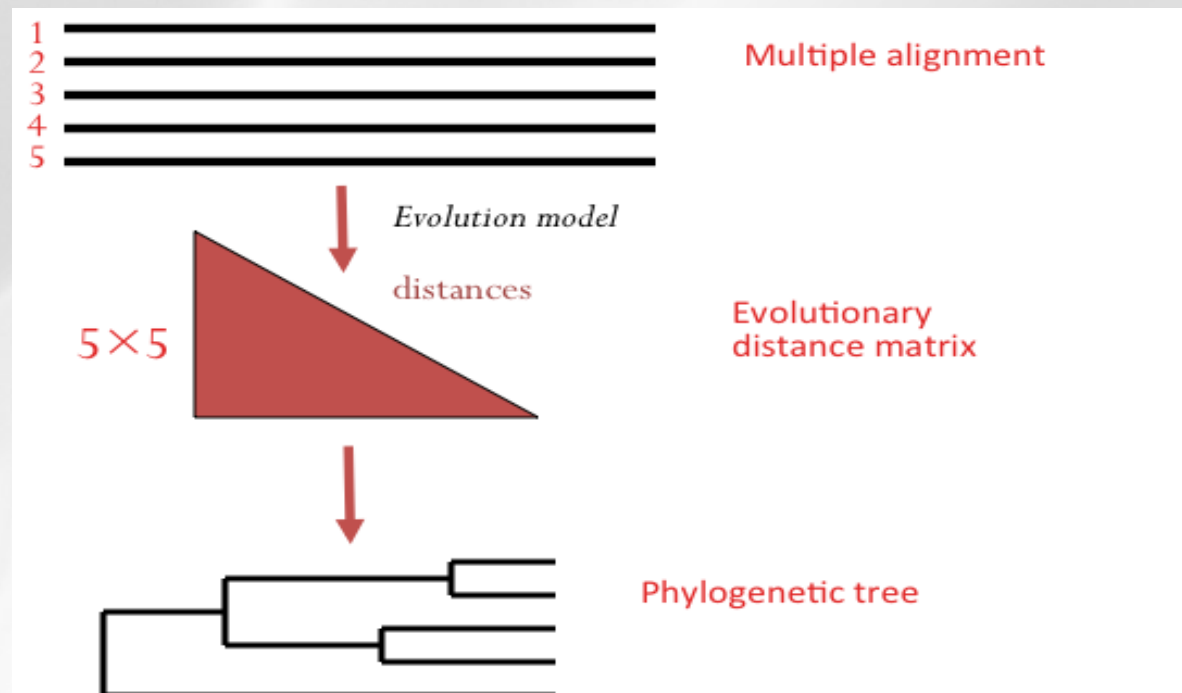 1
2
3
4
5
Multiple alignment
Evolution model
distances
5×5
Evolutionary
distance matrix
Phylogenetic tree